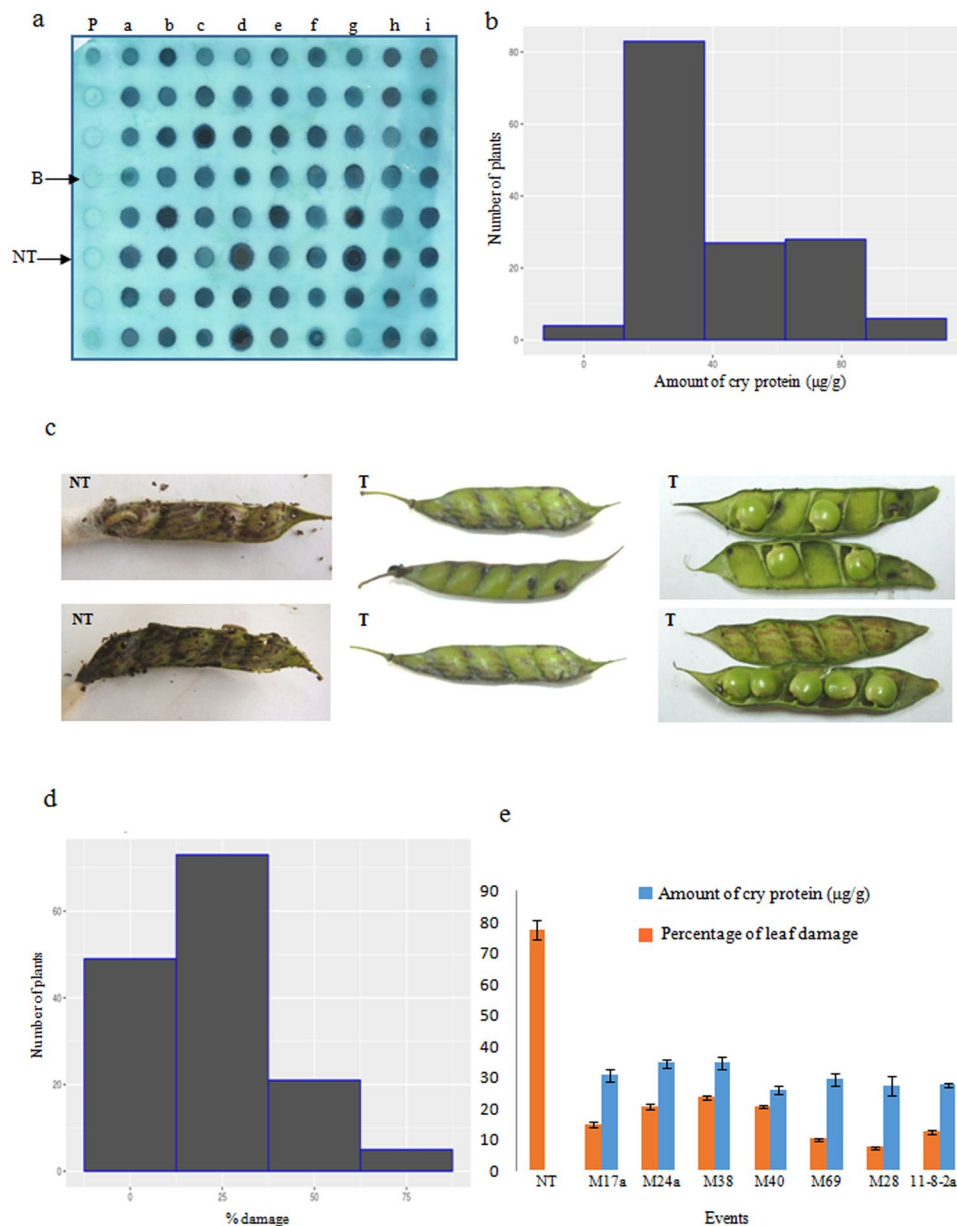 a
P a b c d e f g h i
B
NT
b
Number of plants
80
60
40
20
0
0 40 80
Amount of cry protein (µg/g)
c
NT
T
T
NT
T
T
d
Number of plants
60
40
20
0
0 25 50 75
% damage
e
Amount of cry protein (µg/g)
Percentage of leaf damage
90
80
70
60
50
40
30
20
10
0
NT M17a M24a M38 M40 M69 M28 11-8-2a
Events